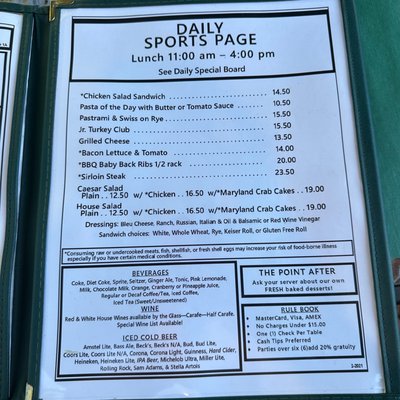 DAILY
SPORTS PAGE
Lunch 11:00 am – 4:00 pm
See Daily Special Board
*Chicken Salad Sandwich 14.50
Pasta of the Day with Butter or Tomato Sauce 10.50
Pastrami & Swiss on Rye 15.50
Jr. Turkey Club 15.50
Grilled Cheese 13.50
*Bacon Lettuce & Tomato 14.00
*BBQ Baby Back Ribs 1/2 rack 20.00
*Sirloin Steak 23.50
Caesar Salad
Plain . . 12.50 w/ *Chicken . . 16.50 w/*Maryland Crab Cakes . . 19.00
House Salad
Plain . . 12.50 w/ *Chicken . . 16.50 w/*Maryland Crab Cakes . . 19.00
Dressings: Bleu Cheese, Ranch, Russian, Italian & Oil & Balsamic or Red Wine Vinegar
Sandwich choices: White, Whole Wheat, Rye, Keiser Roll, or Gluten Free Roll
*Consuming raw or undercooked meats, fish, shellfish, or fresh shell eggs may increase your risk of food-borne illness
especially if you have certain medical conditions.
BEVERAGES
Coke, Diet Coke, Sprite, Seltzer, Ginger Ale, Tonic, Pink Lemonade,
Milk, Chocolate Milk, Orange, Cranberry or Pineapple Juice,
Regular or Decaf Coffee/Tea, Iced Coffee,
Iced Tea (Sweet/Unsweetened)
WINE
Red & White House Wines available by the Glass—Carafe—Half Carafe.
Special Wine List Available!
ICED COLD BEER
Amstel Lite, Bass Ale, Beck's, Beck's N/A, Bud, Bud Lite,
Coors Lite, Coors Lite N/A, Corona, Corona Light, Guinness, Hard Cider,
Heineken, Heineken Lite, IPA Beer, Michelob Ultra, Miller Lite,
Rolling Rock, Sam Adams, & Stella Artois
THE POINT AFTER
Ask your server about our own
FRESH baked desserts!
RULE BOOK
• MasterCard, Visa, AMEX
• No Charges Under $15.00
• One (1) Check Per Table
• Cash Tips Preferred
• Parties over six (6)add 20% gratuity
5-2021